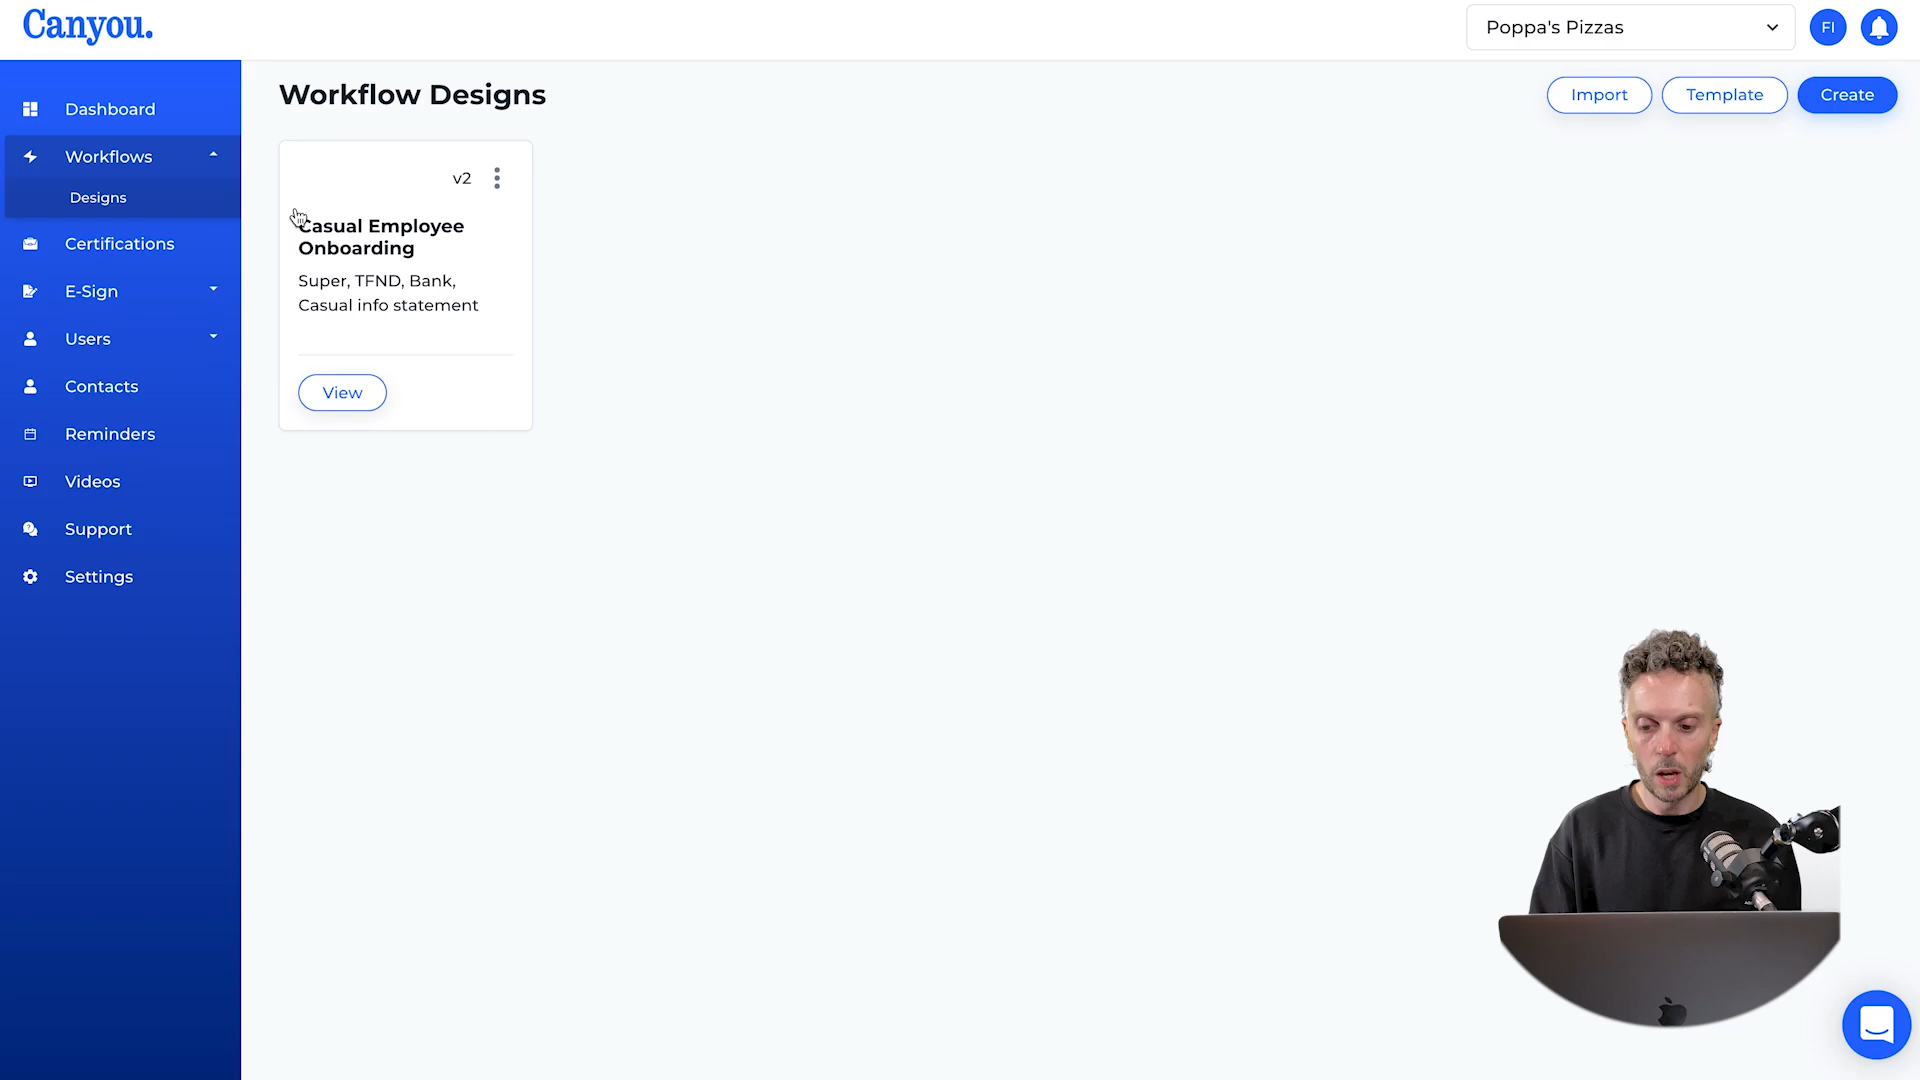 Canyou.
Poppa's Pizzas
FI
Dashboard
Workflows
Designs
Certifications
E-Sign
Users
Contacts
Reminders
Videos
Support
Settings
Workflow Designs
Import
Template
Create
v2
Casual Employee
Onboarding
Super, TFND, Bank,
Casual info statement
View